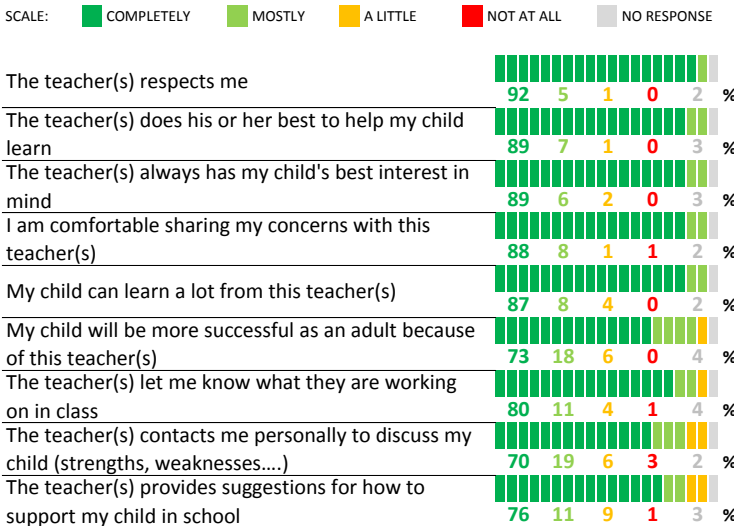 SCALE: COMPLETELY MOSTLY A LITTLE NOT AT ALL NO RESPONSE
The teacher(s) respects me
92 5 1 0 2 %
The teacher(s) does his or her best to help my child
learn
89 7 1 0 3 %
The teacher(s) always has my child's best interest in
mind
89 6 2 0 3 %
I am comfortable sharing my concerns with this
teacher(s)
88 8 1 1 2 %
My child can learn a lot from this teacher(s)
87 8 4 0 2 %
My child will be more successful as an adult because
of this teacher(s)
73 18 6 0 4 %
The teacher(s) let me know what they are working
on in class
80 11 4 1 4 %
The teacher(s) contacts me personally to discuss my
child (strengths, weaknesses....)
70 19 6 3 2 %
The teacher(s) provides suggestions for how to
support my child in school
76 11 9 1 3 %